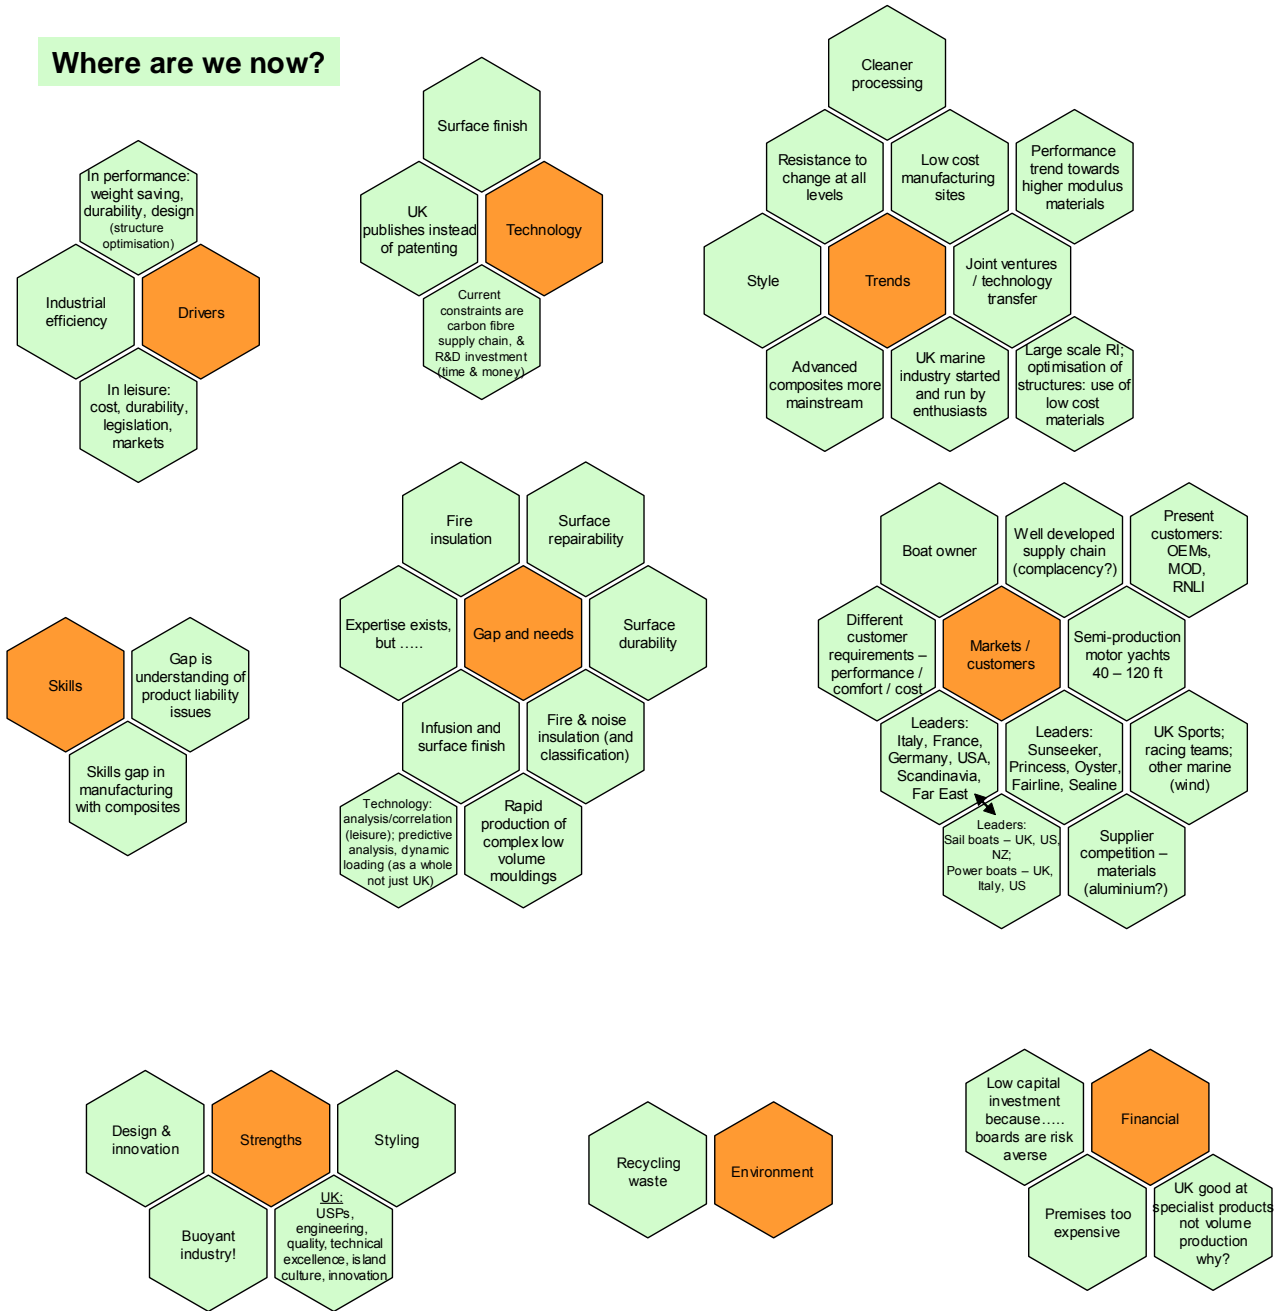 Where are we now?
In performance:
weight saving,
durability, design
(structure
optimisation)
Industrial
efficiency
Drivers
In leisure:
cost, durability,
legislation,
markets
Surface finish
UK
publishes instead
of patenting
Technology
Current
constraints are
carbon fibre
supply chain, &
R&D investment
(time & money)
Cleaner
processing
Resistance to
change at all
levels
Low cost
manufacturing
sites
Performance
trend towards
higher modulus
materials
Style
Trends
Joint ventures
/ technology
transfer
Advanced
composites more
mainstream
UK marine
industry started
and run by
enthusiasts
Large scale RI;
optimisation of
structures: use of
low cost
materials
Skills
Gap is
understanding of
product liability
issues
Skills gap in
manufacturing
with composites
Fire
insulation
Surface
repairability
Expertise exists,
but …..
Gap and needs
Surface
durability
Infusion and
surface finish
Fire & noise
insulation (and
classification)
Technology:
analysis/correlation
(leisure); predictive
analysis, dynamic
loading (as a whole
not just UK)
Rapid
production of
complex low
volume
mouldings
Boat owner
Well developed
supply chain
(complacency?)
Present
customers:
OEMs,
MOD,
RNLI
Different
customer
requirements –
performance /
comfort / cost
Markets /
customers
Semi-production
motor yachts
40 – 120 ft
Leaders:
Italy, France,
Germany, USA,
Scandinavia,
Far East
Leaders:
Sunseeker,
Princess, Oyster,
Fairline, Sealine
UK Sports;
racing teams;
other marine
(wind)
Leaders:
Sail boats – UK, US,
NZ;
Power boats – UK,
Italy, US
Supplier
competition –
materials
(aluminium?)
Design &
innovation
Strengths
Styling
Buoyant
industry!
UK:
USPs,
engineering,
quality, technical
excellence, island
culture, innovation
Recycling
waste
Environment
Low capital
investment
because…..
boards are risk
averse
Financial
Premises too
expensive
UK good at
specialist products
not volume
production
why?